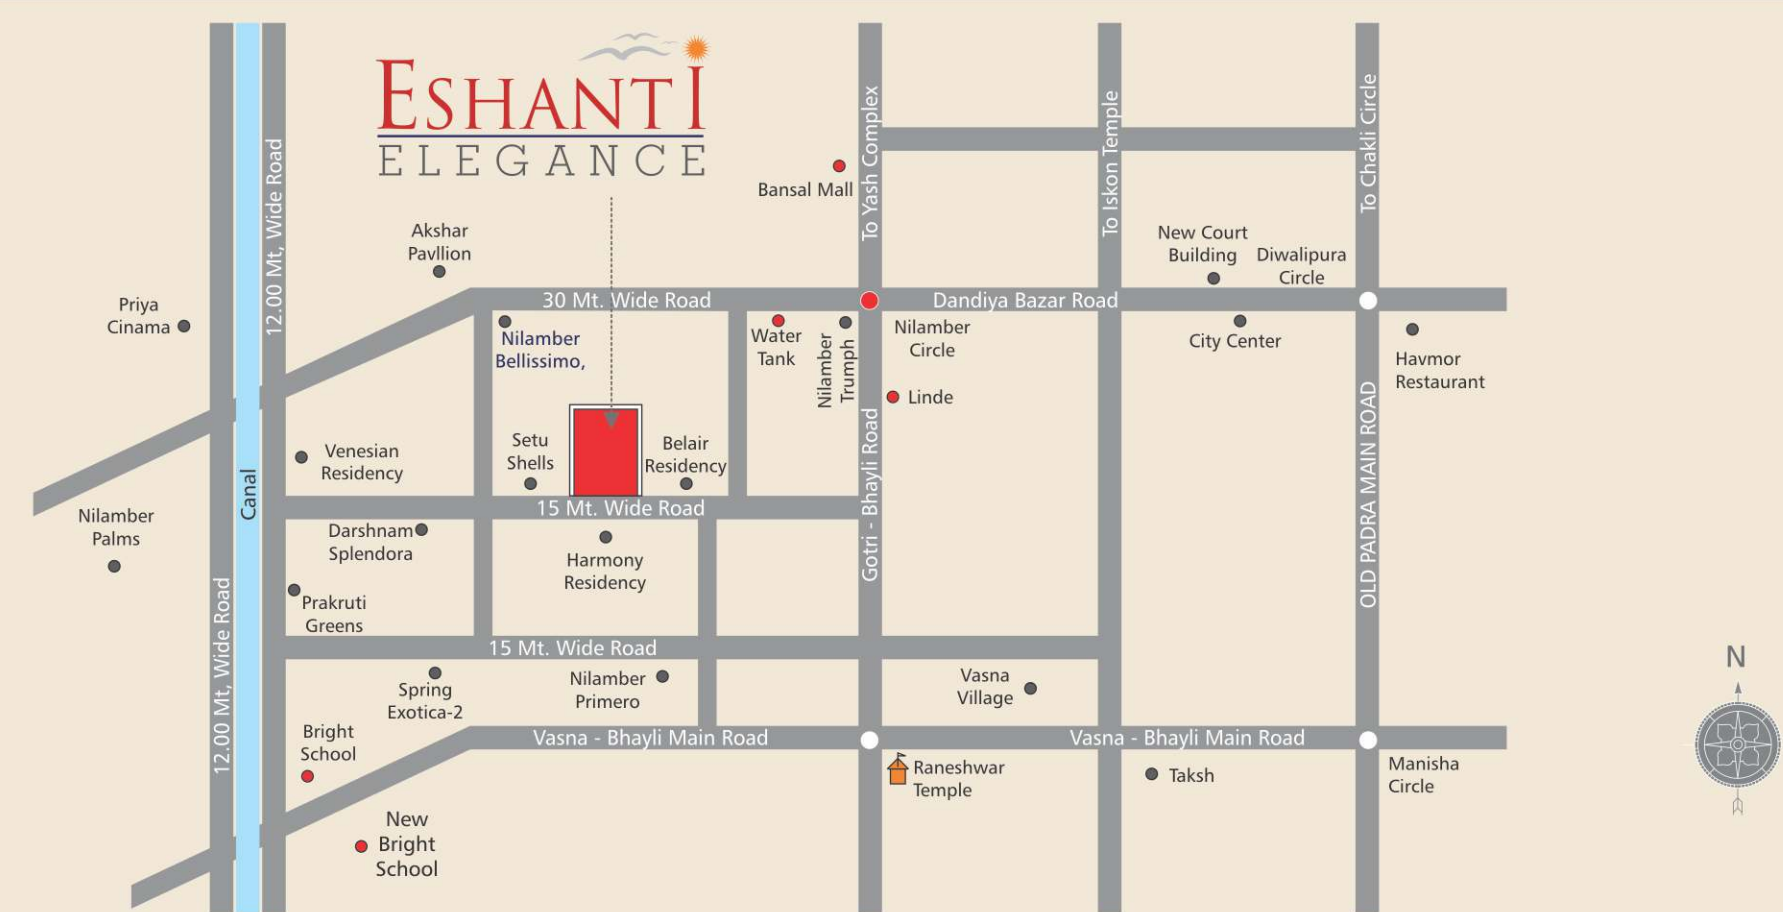 ESHANTI
ELEGANCE
12.00 Mt, Wide Road
To Yash Complex
To Iskon Temple
To Chakli Circle
Bansal Mall
Akshar
Pavllion
New Court
Building
Diwalipura
Circle
Priya
Cinama
30 Mt. Wide Road
Dandiya Bazar Road
Nilamber
Bellissimo,
Water
Tank
Nilamber
Trumph
Nilamber
Circle
City Center
Havmor
Restaurant
Linde
Venesian
Residency
Setu
Shells
Belair
Residency
Canal
Gotri - Bhayli Road
OLD PADRA MAIN ROAD
15 Mt. Wide Road
Nilamber
Palms
Darshnam
Splendora
Harmony
Residency
Prakruti
Greens
12.00 Mt, Wide Road
15 Mt. Wide Road
Spring
Exotica-2
Nilamber
Primero
Vasna
Village
N
Bright
School
Vasna - Bhayli Main Road
Vasna - Bhayli Main Road
Raneshwar
Temple
Taksh
Manisha
Circle
New
Bright
School